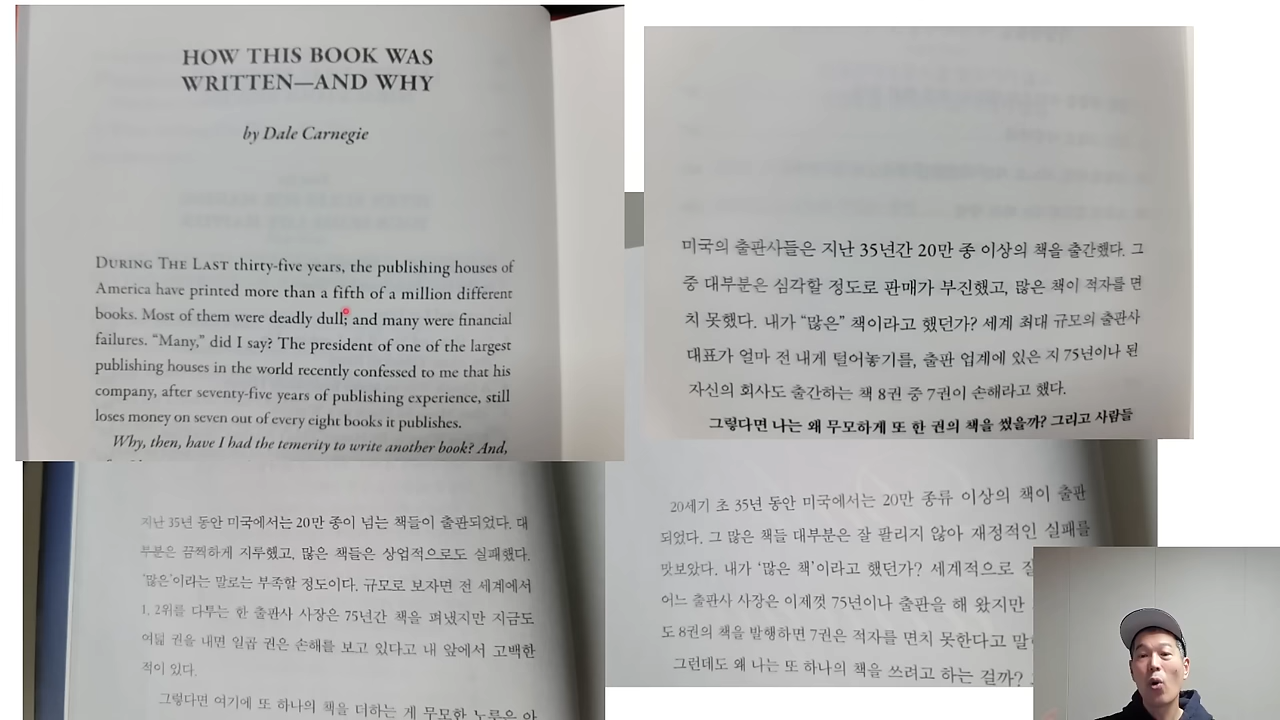 HOW THIS BOOK WAS
WRITTEN—AND WHY
by Dale Carnegie
DURING THE LAST thirty-five years, the publishing houses of
America have printed more than a fifth of a million different
books. Most of them were deadly dull; and many were financial
failures. “Many,” did I say? The president of one of the largest
publishing houses in the world recently confessed to me that his
company, after seventy-five years of publishing experience, still
loses money on seven out of every eight books it publishes.
Why, then, have I had the temerity to write another book? And,
미국의 출판사들은 지난 35년간 20만 종 이상의 책을 출간했다. 그
중 대부분은 심각할 정도로 판매가 부진했고, 많은 책이 적자를 면
치 못했다. 내가 “많은” 책이라고 했던가? 세계 최대 규모의 출판사
대표가 얼마 전 내게 털어놓기를, 출판 업계에 있은 지 75년이나 된
자신의 회사도 출간하는 책 8권 중 7권이 손해라고 했다.
그렇다면 나는 왜 무모하게 또 한 권의 책을 썼을까? 그리고 사람들
지난 35년 동안 미국에서는 20만 종이 넘는 책들이 출판되었다. 대
부분은 끔찍하게 지루했고, 많은 책들은 상업적으로도 실패했다.
‘많은’이라는 말로는 부족할 정도이다. 규모로 보자면 전 세계에서
1, 2위를 다투는 한 출판사 사장은 75년간 책을 펴냈지만 지금도
여덟 권을 내면 일곱 권은 손해를 보고 있다고 내 앞에서 고백한
적이 있다.
그렇다면 여기에 또 하나의 책을 더하는 게 무모한 노릇은 아
20세기 초 35년 동안 미국에서는 20만 종류 이상의 책이 출판
되었다. 그 많은 책들 대부분은 잘 팔리지 않아 재정적인 실패를
맛보았다. 내가 ‘많은 책’이라고 했던가? 세계적으로
어느 출판사 사장은 이제껏 75년이나 출판을 해 왔지만
도 8권의 책을 발행하면 7권은 적자를 면치 못한다고
그런데도 왜 나는 또 하나의 책을 쓰려고 하는 걸까?